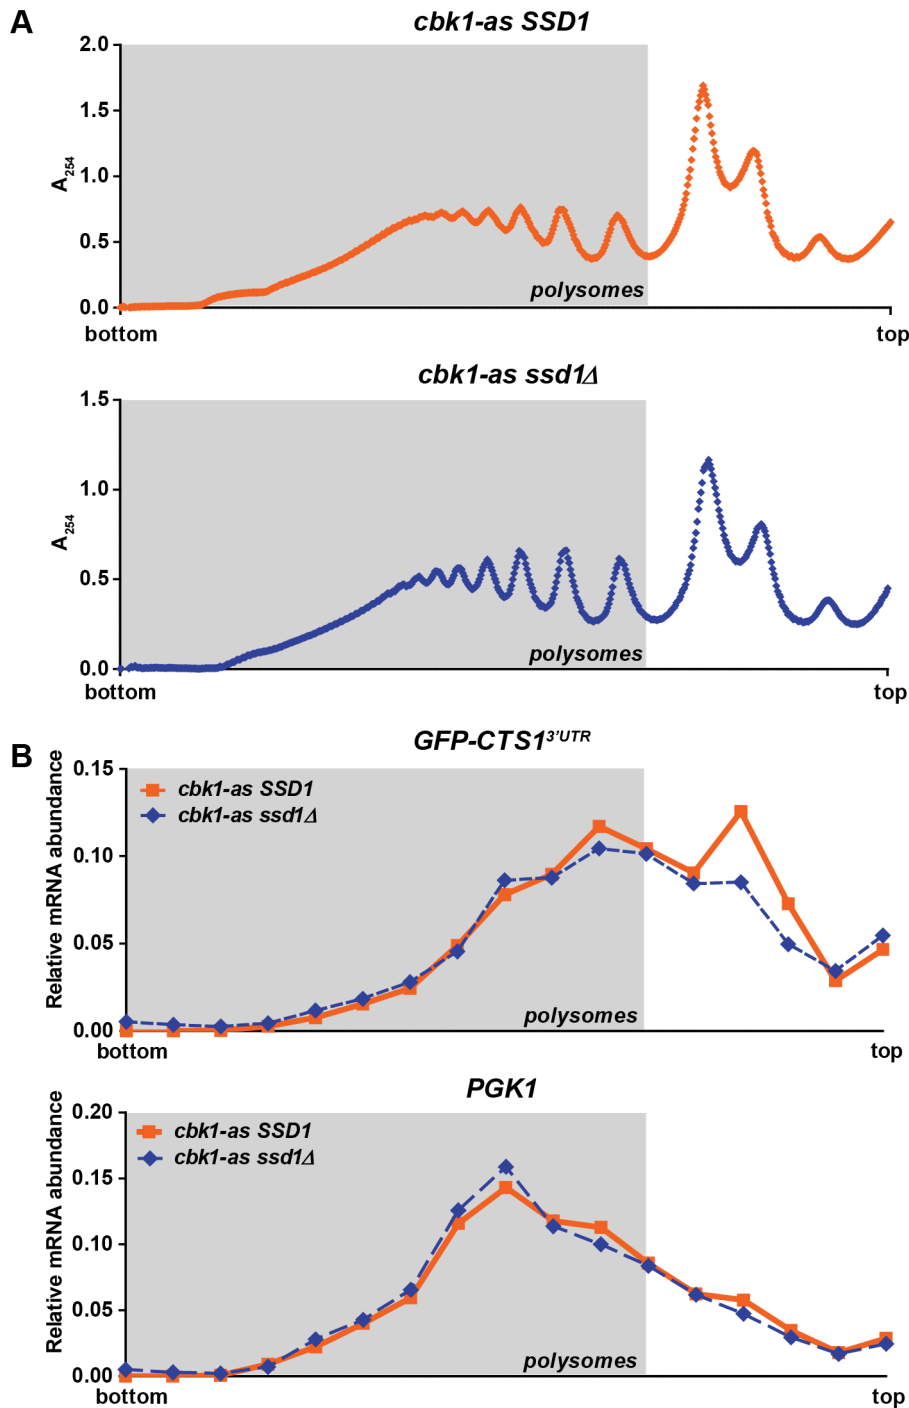 A
cbk1-as SSD1
2.0
1.5
1.0
0.5
0.0
A254
polysomes
bottom
top
cbk1-as ssd1Δ
1.5
1.0
0.5
0.0
A254
polysomes
bottom
top
B
GFP-CTS13'UTR
0.15
0.10
0.05
0.00
Relative mRNA abundance
cbk1-as SSD1
cbk1-as ssd1Δ
polysomes
bottom
top
PGK1
0.20
0.15
0.10
0.05
0.00
Relative mRNA abundance
cbk1-as SSD1
cbk1-as ssd1Δ
polysomes
bottom
top